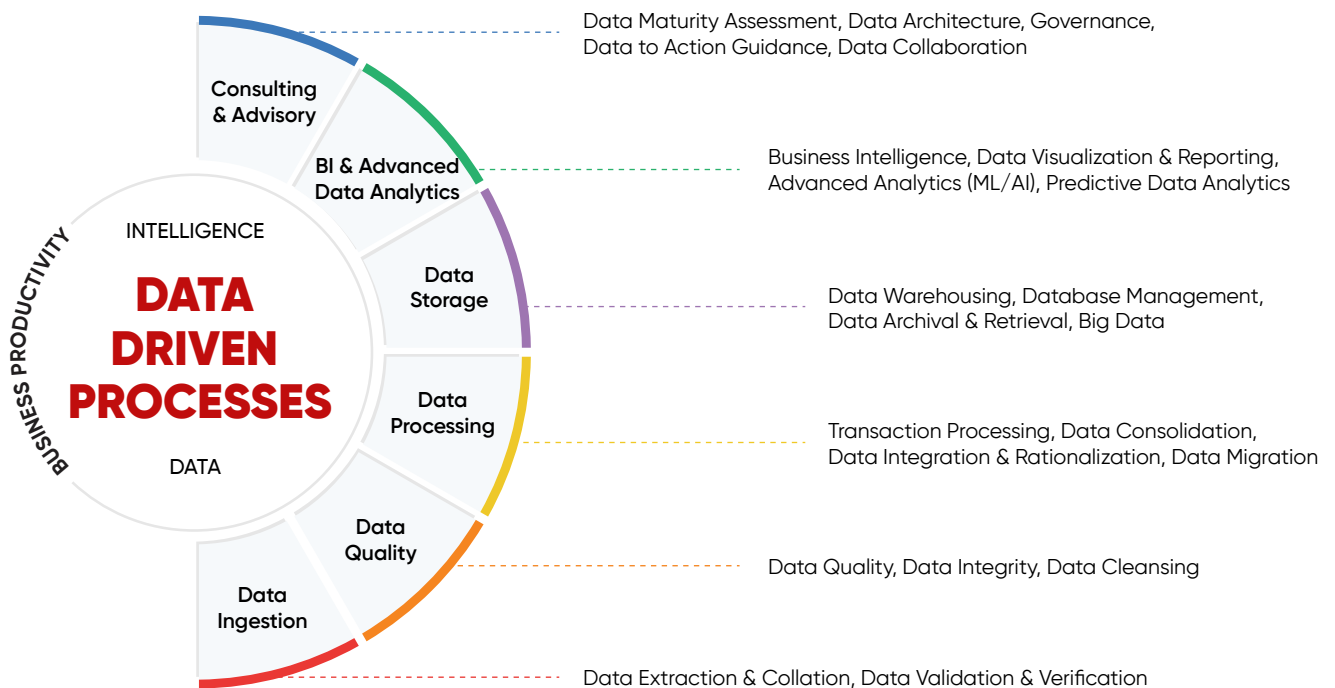 Data Maturity Assessment, Data Architecture, Governance,
Data to Action Guidance, Data Collaboration
Consulting
& Advisory
BI & Advanced
Data Analytics
Business Intelligence, Data Visualization & Reporting,
Advanced Analytics (ML/AI), Predictive Data Analytics
BUSINESS PRODUCTIVITY
INTELLIGENCE
DATA
DRIVEN
PROCESSES
DATA
Data
Storage
Data Warehousing, Database Management,
Data Archival & Retrieval, Big Data
Data
Processing
Transaction Processing, Data Consolidation,
Data Integration & Rationalization, Data Migration
Data
Quality
Data Quality, Data Integrity, Data Cleansing
Data
Ingestion
Data Extraction & Collation, Data Validation & Verification